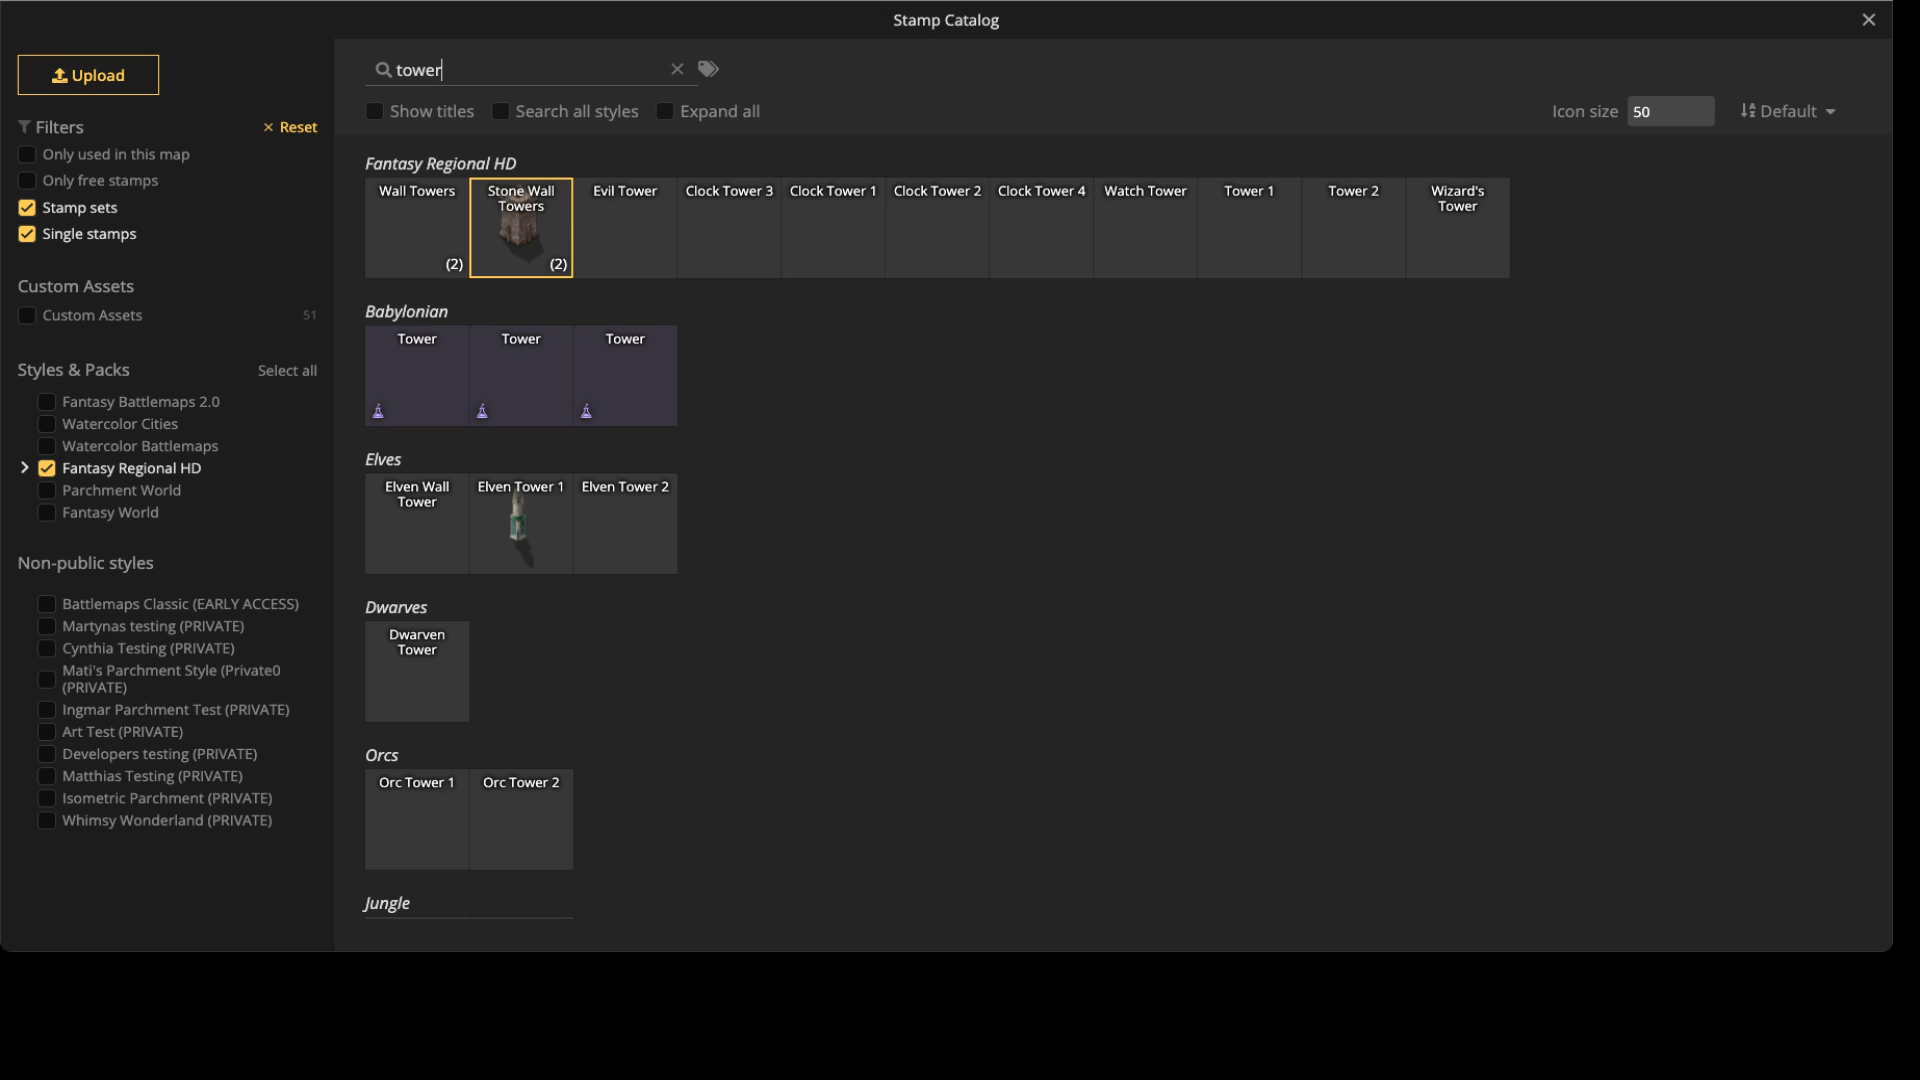 Stamp Catalog
Upload
tower
Show titles
Search all styles
Expand all
Icon size
50
Default
Filters
Reset
Only used in this map
Only free stamps
Stamp sets
Single stamps
Custom Assets
Custom Assets
51
Styles & Packs
Select all
Fantasy Battlemaps 2.0
Watercolor Cities
Watercolor Battlemaps
Fantasy Regional HD
Parchment World
Fantasy World
Non-public styles
Battlemaps Classic (EARLY ACCESS)
Martynas testing (PRIVATE)
Cynthia Testing (PRIVATE)
Mati's Parchment Style (Private0
(PRIVATE)
Ingmar Parchment Test (PRIVATE)
Art Test (PRIVATE)
Developers testing (PRIVATE)
Matthias Testing (PRIVATE)
Isometric Parchment (PRIVATE)
Whimsy Wonderland (PRIVATE)
Fantasy Regional HD
Wall Towers
(2)
Stone Wall
Towers
(2)
Evil Tower
Clock Tower 3
Clock Tower 1
Clock Tower 2
Clock Tower 4
Watch Tower
Tower 1
Tower 2
Wizard's
Tower
Babylonian
Tower
Tower
Tower
Elves
Elven Wall
Tower
Elven Tower 1
Elven Tower 2
Dwarves
Dwarven
Tower
Orcs
Orc Tower 1
Orc Tower 2
Jungle